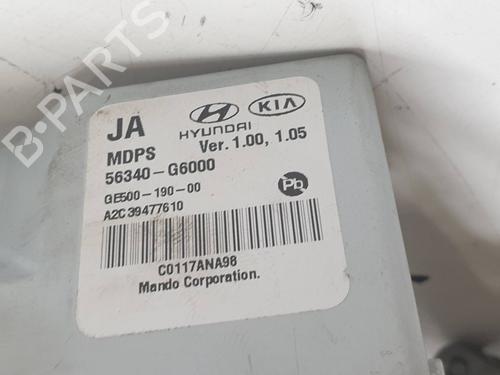 B-PARTS
JA
HYUNDAI
KIA
MDPS
Ver. 1.00, 1.05
56340-G6000
GE500-190-00
Pb
A2C39477610
C0117ANA98
Mando Corporation.